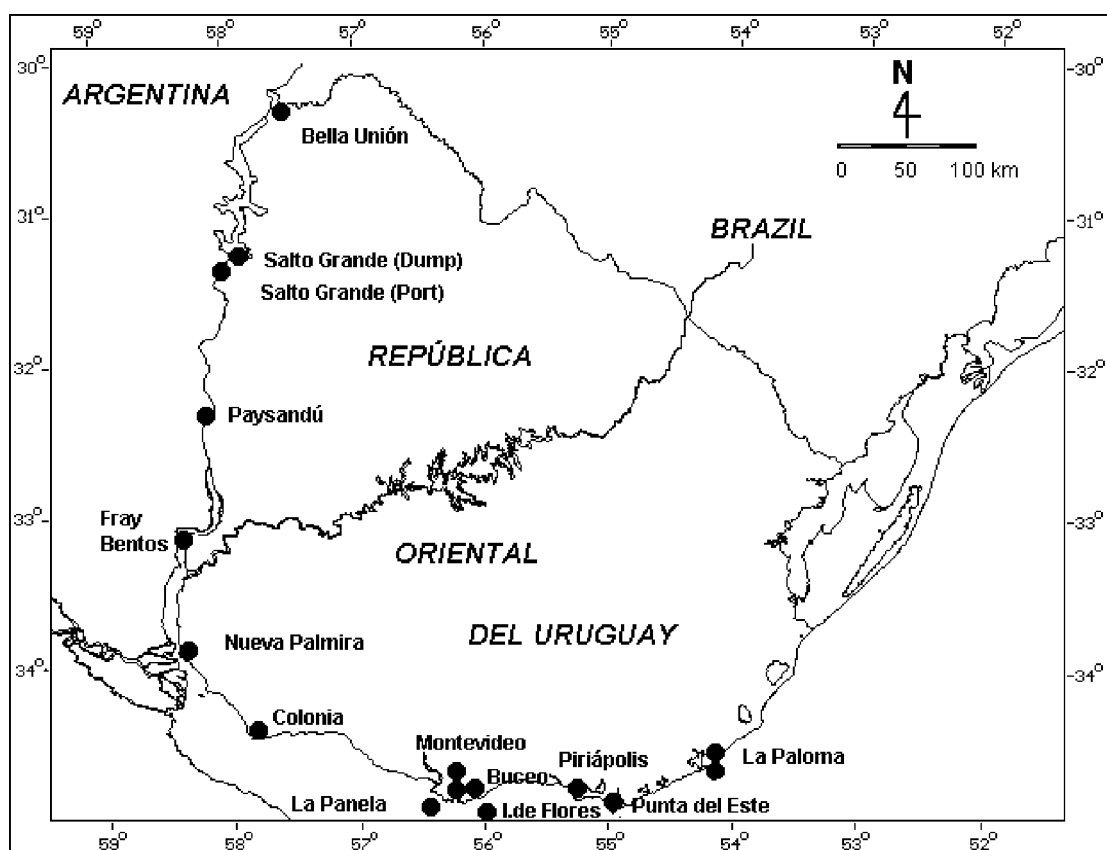 59° 58° 57° 56° 55° 54° 53° 52°
30° 30°
ARGENTINA
N
Bella Unión
0 50 100 km
31° 31°
BRAZIL
Salto Grande (Dump)
Salto Grande (Port)
REPÚBLICA
32° 32°
Paysandú
33° 33°
Fray
Bentos
ORIENTAL
DEL URUGUAY
Nueva Palmira
34° 34°
Colonia
Montevideo
Piriápolis
La Paloma
Buceo
La Panela
I.de Flores
Punta del Este
59° 58° 57° 56° 55° 54° 53° 52°